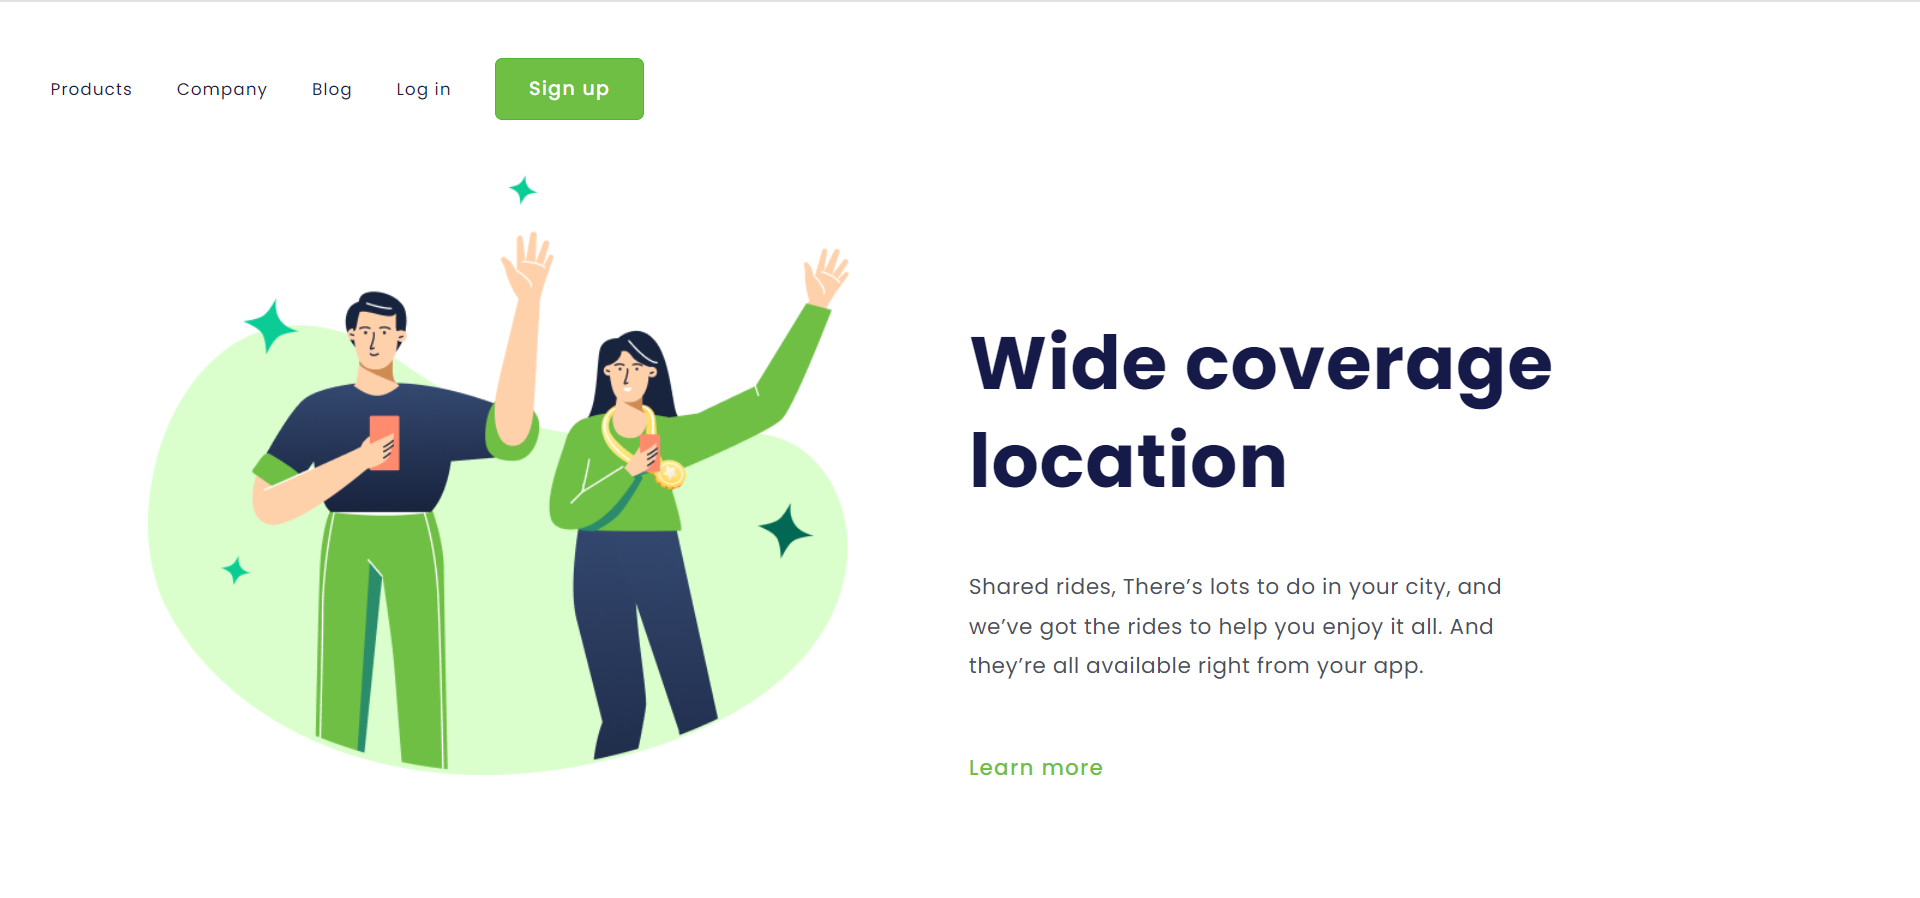 Products Company Blog Log in Sign up
Wide coverage
location
Shared rides, There’s lots to do in your city, and
we’ve got the rides to help you enjoy it all. And
they’re all available right from your app.
Learn more